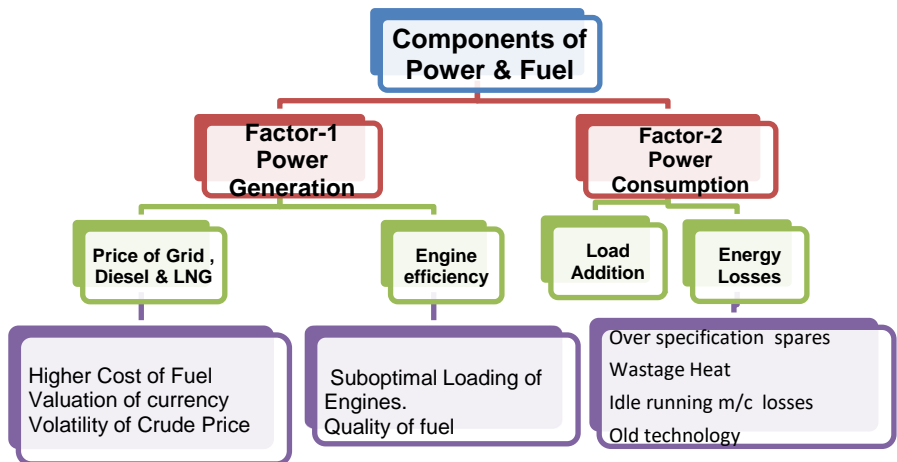 Components of
Power & Fuel
Factor-1
Power
Generation
Factor-2
Power
Consumption
Price of Grid ,
Diesel & LNG
Engine
efficiency
Load
Addition
Energy
Losses
Higher Cost of Fuel
Valuation of currency
Volatility of Crude Price
Suboptimal Loading of
Engines.
Quality of fuel
Over specification spares
Wastage Heat
Idle running m/c losses
Old technology